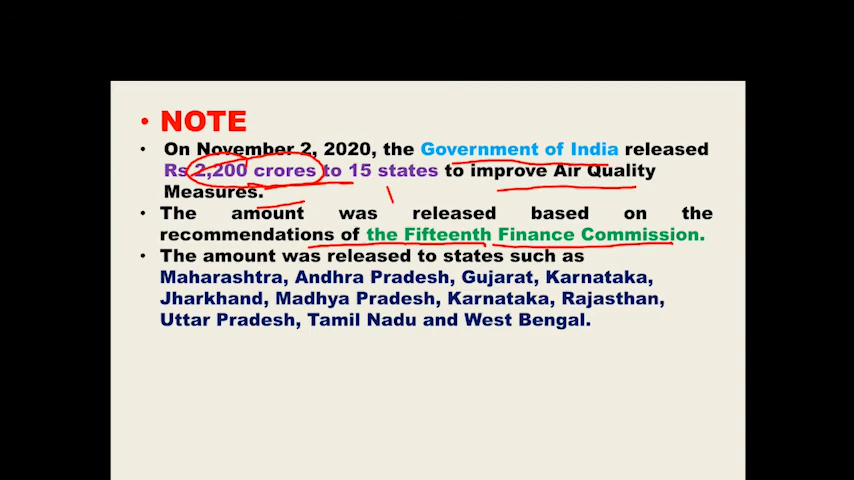 • NOTE
• On November 2, 2020, the Government of India released
Rs 2,200 crores to 15 states to improve Air Quality
Measures.
• The amount was released based on the
recommendations of the Fifteenth Finance Commission.
• The amount was released to states such as
Maharashtra, Andhra Pradesh, Gujarat, Karnataka,
Jharkhand, Madhya Pradesh, Karnataka, Rajasthan,
Uttar Pradesh, Tamil Nadu and West Bengal.